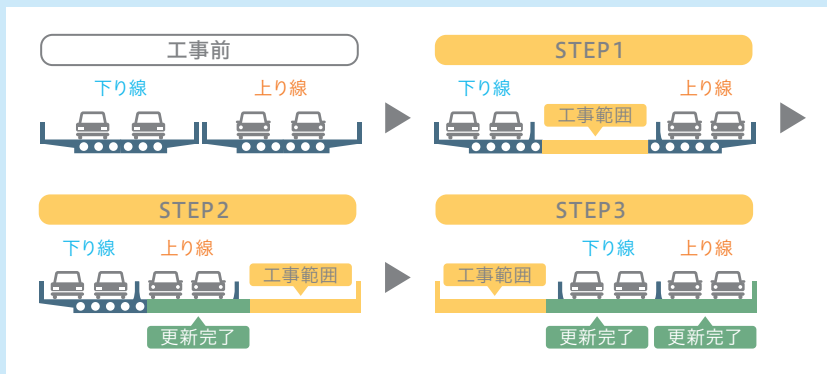 工事前
下り線
上り線
STEP1
下り線
上り線
工事範囲
STEP2
下り線
上り線
工事範囲
更新完了
STEP3
下り線
上り線
工事範囲
更新完了
更新完了